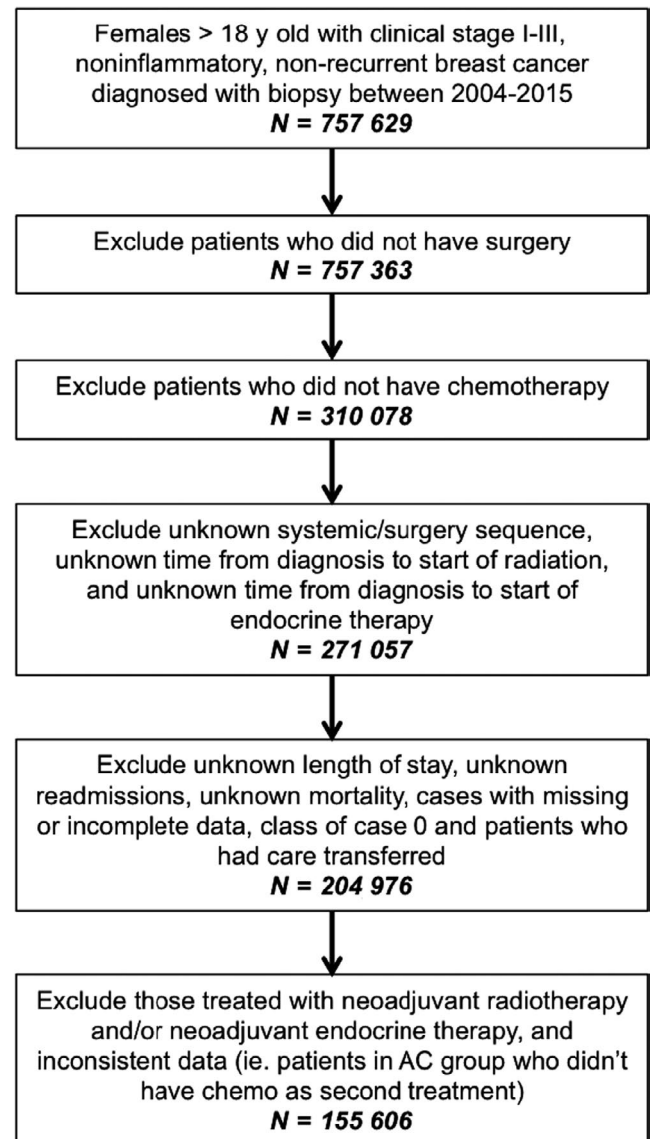 Females > 18 y old with clinical stage I-III,
noninflammatory, non-recurrent breast cancer
diagnosed with biopsy between 2004-2015
N = 757 629
Exclude patients who did not have surgery
N = 757 363
Exclude patients who did not have chemotherapy
N = 310 078
Exclude unknown systemic/surgery sequence,
unknown time from diagnosis to start of radiation,
and unknown time from diagnosis to start of
endocrine therapy
N = 271 057
Exclude unknown length of stay, unknown
readmissions, unknown mortality, cases with missing
or incomplete data, class of case 0 and patients who
had care transferred
N = 204 976
Exclude those treated with neoadjuvant radiotherapy
and/or neoadjuvant endocrine therapy, and
inconsistent data (ie. patients in AC group who didn't
have chemo as second treatment)
N = 155 606